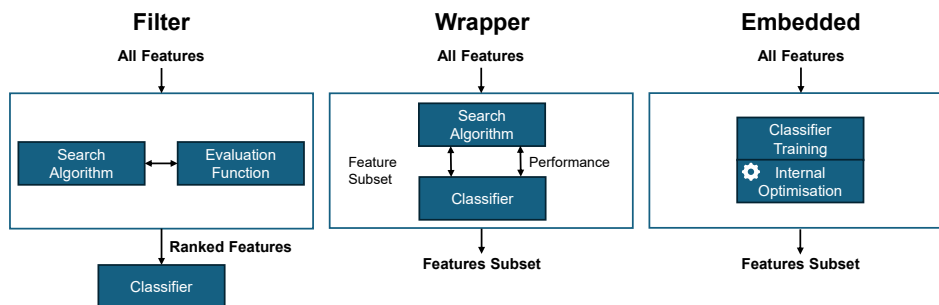 Filter
All Features
Search
Algorithm
Evaluation
Function
Ranked Features
Classifier
Wrapper
All Features
Search
Algorithm
Feature
Subset
Performance
Classifier
Features Subset
Embedded
All Features
Classifier
Training
Internal
Optimisation
Features Subset